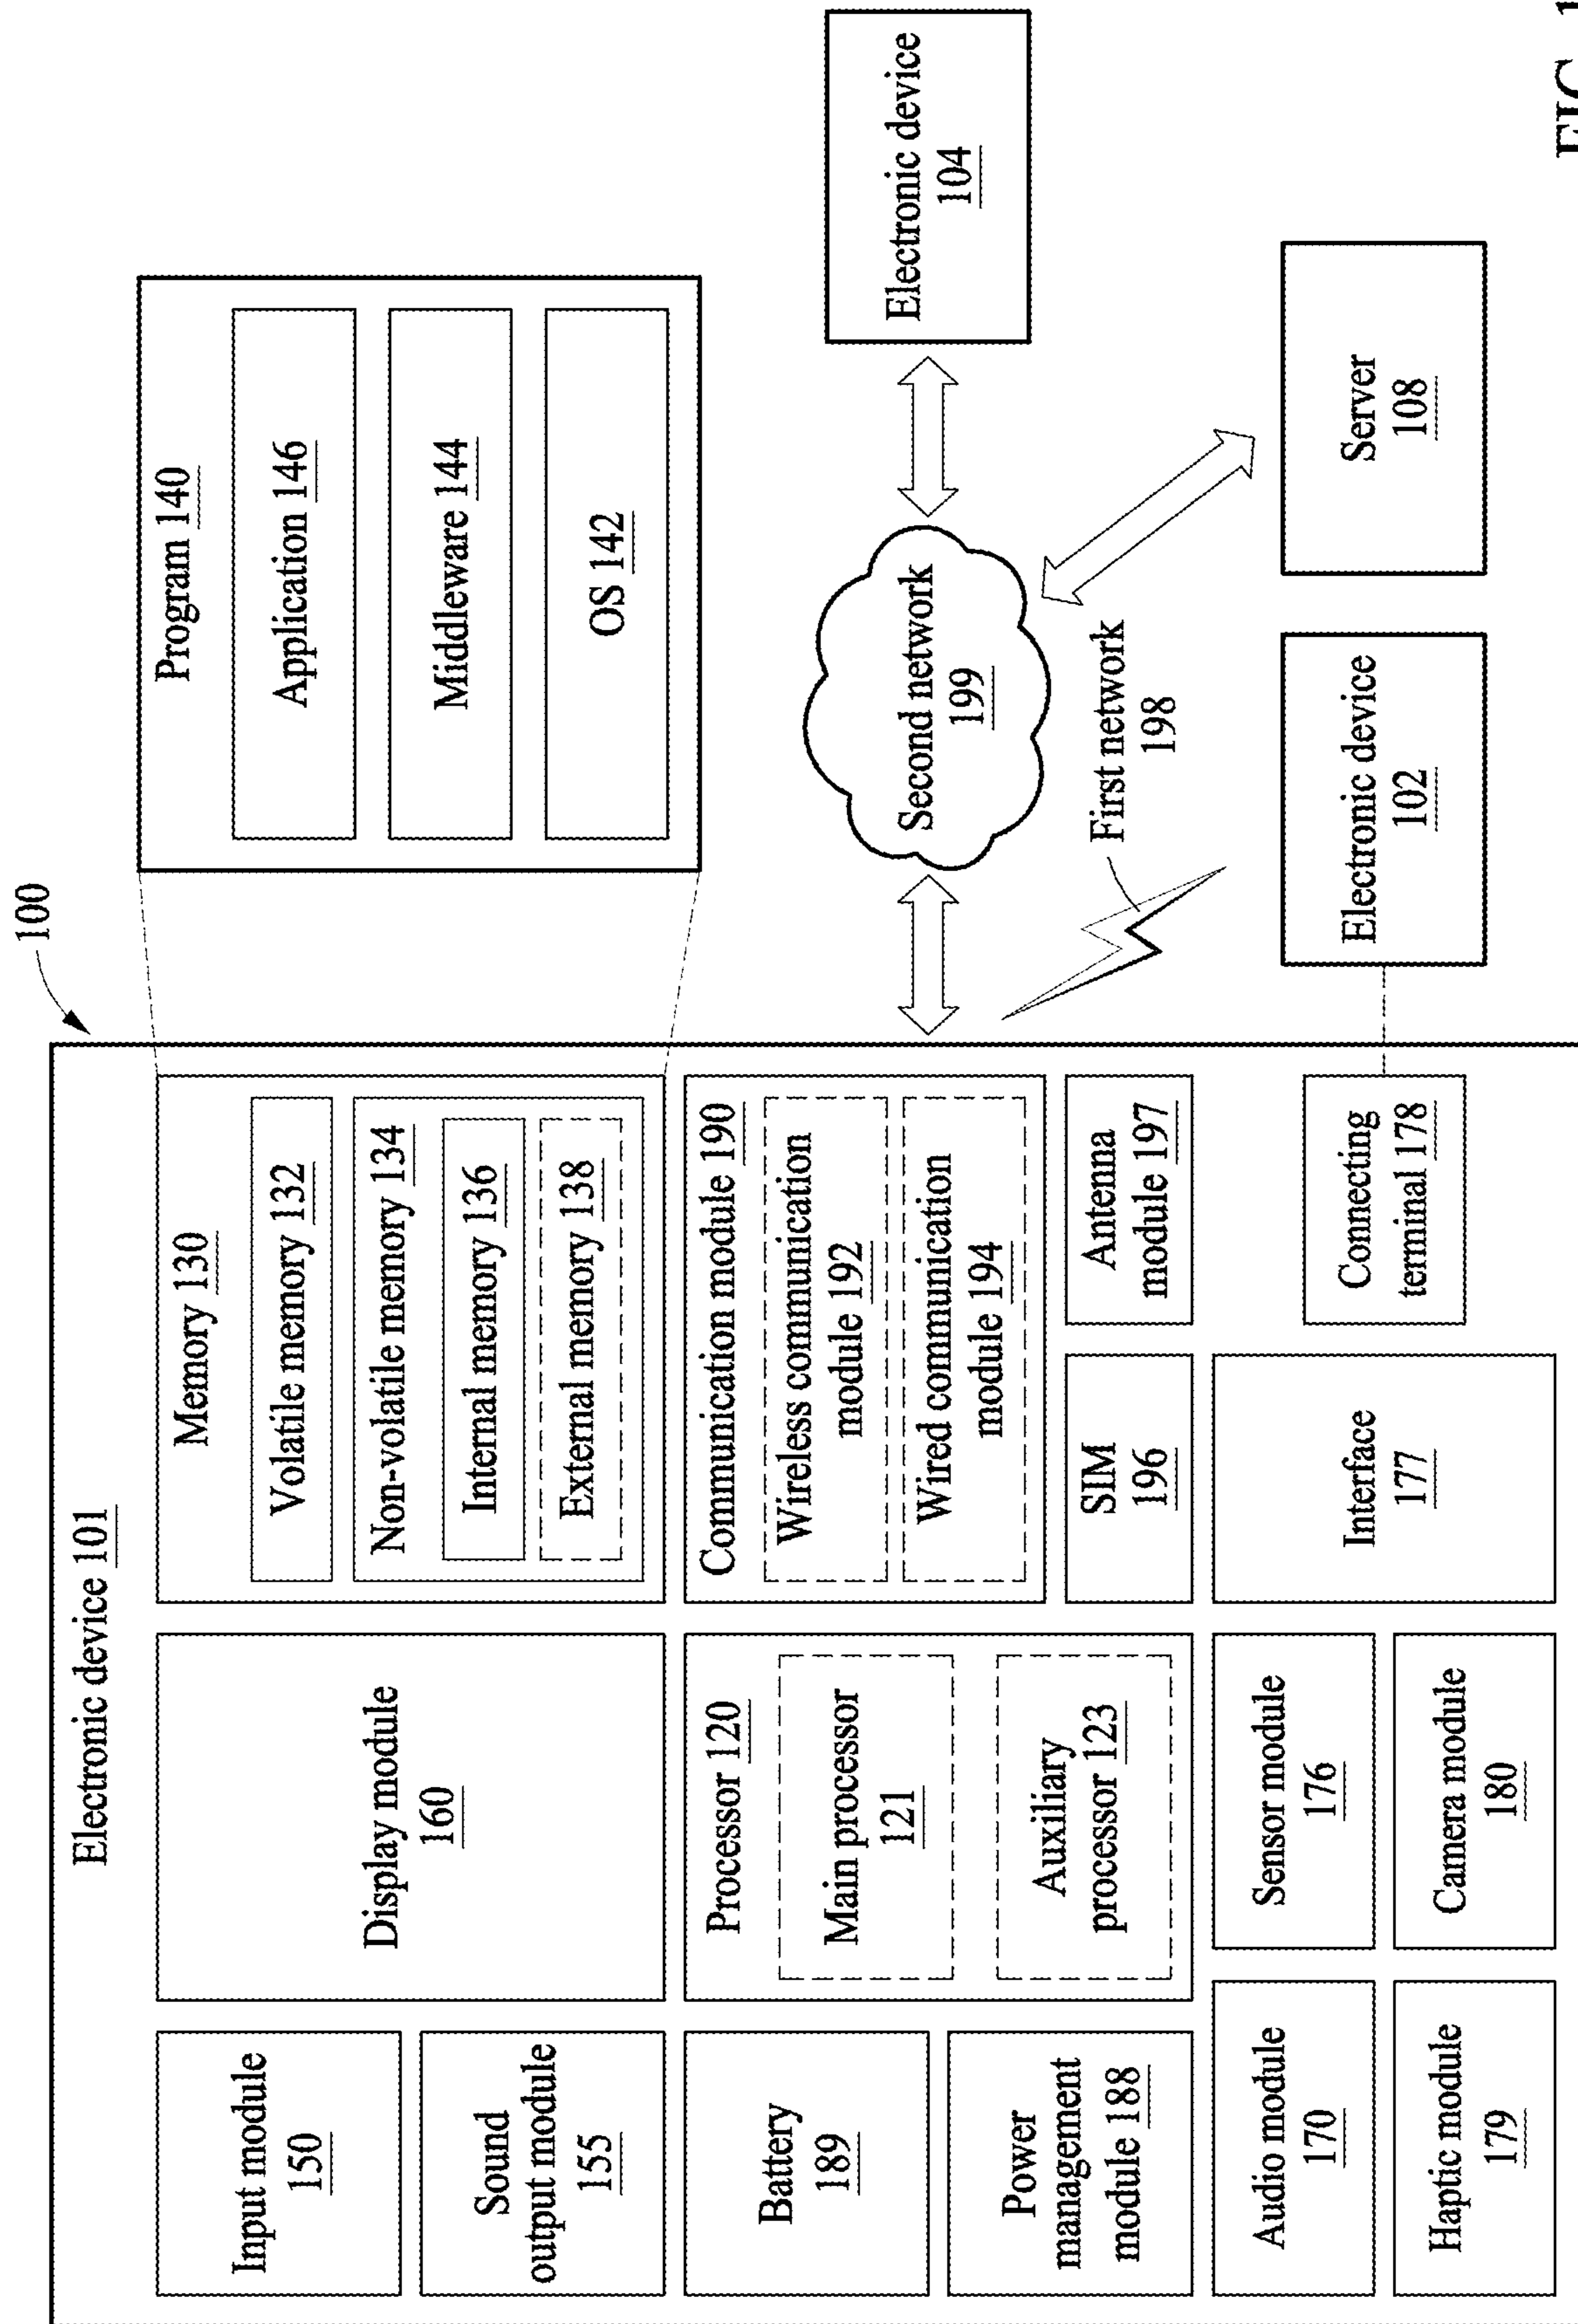 100
Electronic device 101
Input module
150
Sound
output module
155
Battery
189
Power
management
module 188
Audio module
170
Haptic module
179
Display module
160
Processor 120
Main processor
121
Auxiliary
processor 123
Sensor module
176
Camera module
180
Memory 130
Volatile memory 132
Non-volatile memory 134
Internal memory 136
External memory 138
Communication module 190
Wireless communication
module 192
Wired communication
module 194
SIM
196
Antenna
module 197
Interface
177
Connecting
terminal 178
Program 140
Application 146
Middleware 144
OS 142
Second network
199
Electronic device
104
First network
198
Electronic device
102
Server
108